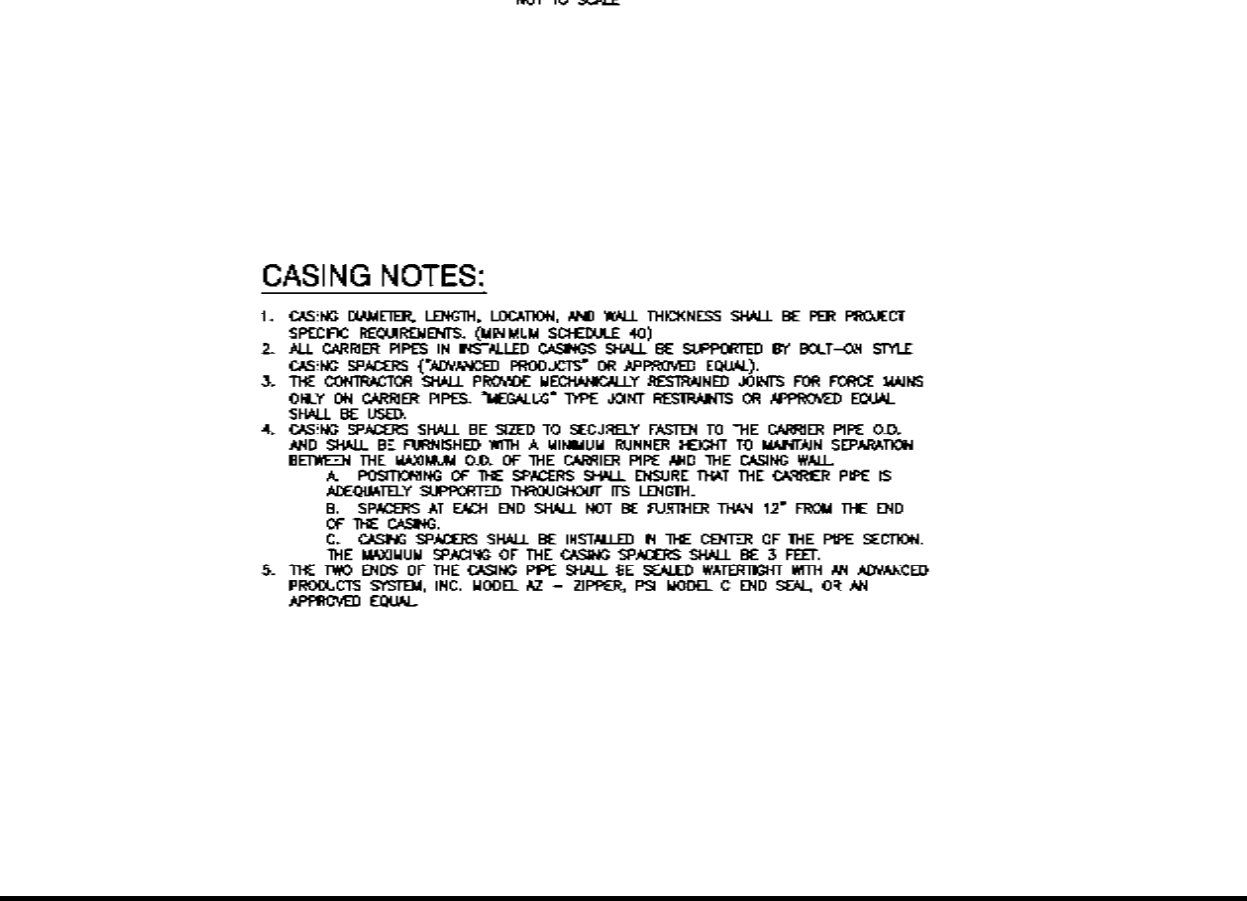 NOT TO SCALE
CASING NOTES:
1. CASING DIAMETER, LENGTH, LOCATION, AND WALL THICKNESS SHALL BE PER PROJECT
SPECIFIC REQUIREMENTS. (MINIMUM SCHEDULE 40)
2. ALL CARRIER PIPES IN INSTALLED CASINGS SHALL BE SUPPORTED BY BOLT-ON STYLE
CASING SPACERS ("ADVANCED PRODUCTS" OR APPROVED EQUAL).
3. THE CONTRACTOR SHALL PROVIDE MECHANICALLY RESTRAINED JOINTS FOR FORCE MAINS
ONLY ON CARRIER PIPES. "MEGALUG" TYPE JOINT RESTRAINTS OR APPROVED EQUAL
SHALL BE USED.
4. CASING SPACERS SHALL BE SIZED TO SECURELY FASTEN TO THE CARRIER PIPE O.D.
AND SHALL BE FURNISHED WITH A MINIMUM RUNNER HEIGHT TO MAINTAIN SEPARATION
BETWEEN THE MAXIMUM O.D. OF THE CARRIER PIPE AND THE CASING WALL.
A. POSITIONING OF THE SPACERS SHALL ENSURE THAT THE CARRIER PIPE IS
ADEQUATELY SUPPORTED THROUGHOUT ITS LENGTH.
B. SPACERS AT EACH END SHALL NOT BE FURTHER THAN 12" FROM THE END
OF THE CASING.
C. CASING SPACERS SHALL BE INSTALLED IN THE CENTER OF THE PIPE SECTION.
THE MAXIMUM SPACING OF THE CASING SPACERS SHALL BE 3 FEET.
5. THE TWO ENDS OF THE CASING PIPE SHALL BE SEALED WATERTIGHT WITH AN ADVANCED
PRODUCTS SYSTEM, INC. MODEL AZ - ZIPPER, PSI MODEL C END SEAL, OR AN
APPROVED EQUAL.